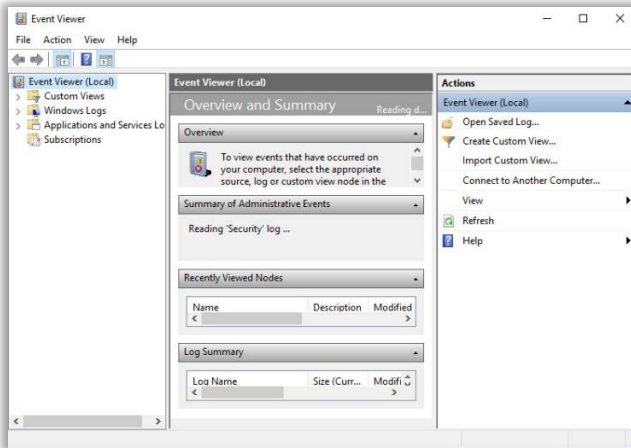 Event Viewer
File Action View Help
Event Viewer (Local)
Custom Views
Windows Logs
Applications and Services Lo
Subscriptions
Event Viewer (Local)
Overview and Summary
Reading d...
Overview
To view events that have occurred on
your computer, select the appropriate
source, log or custom view node in the
Summary of Administrative Events
Reading 'Security' log ...
Recently Viewed Nodes
Name Description Modified
Log Summary
Log Name Size (Curr... Modifi
Actions
Event Viewer (Local)
Open Saved Log...
Create Custom View...
Import Custom View...
Connect to Another Computer...
View
Refresh
Help